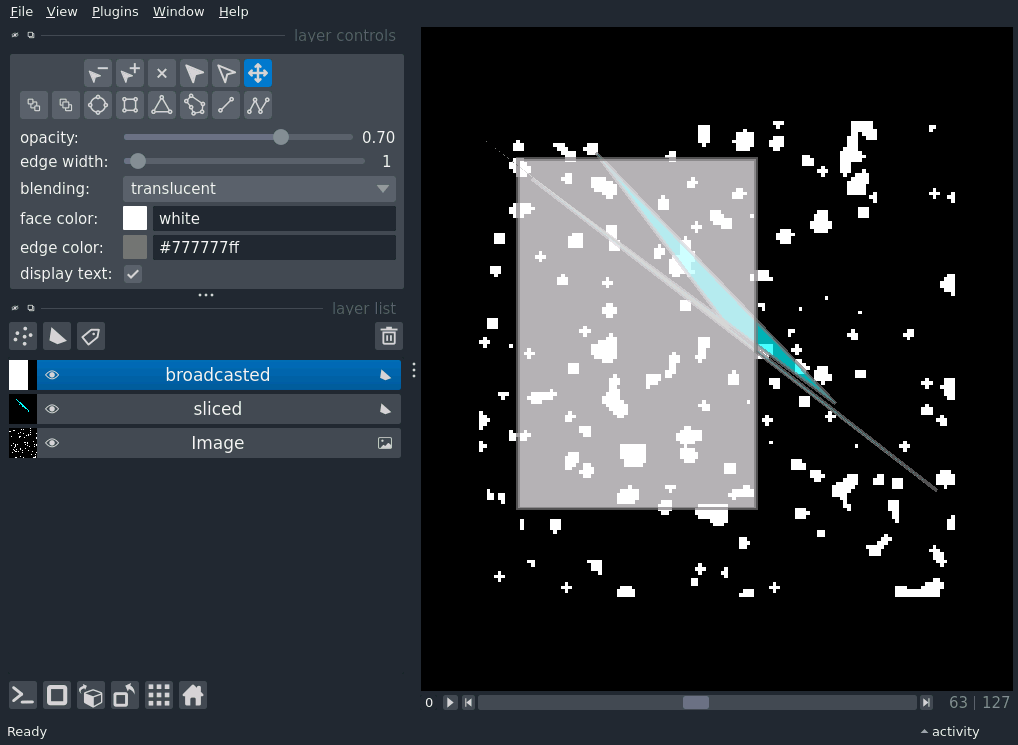 File View Plugins Window Help
layer controls
opacity: 0.70
edge width: 1
blending: translucent
face color: white
edge color: #777777ff
display text:
layer list
broadcasted
sliced
Image
0 63 | 127
Ready activity